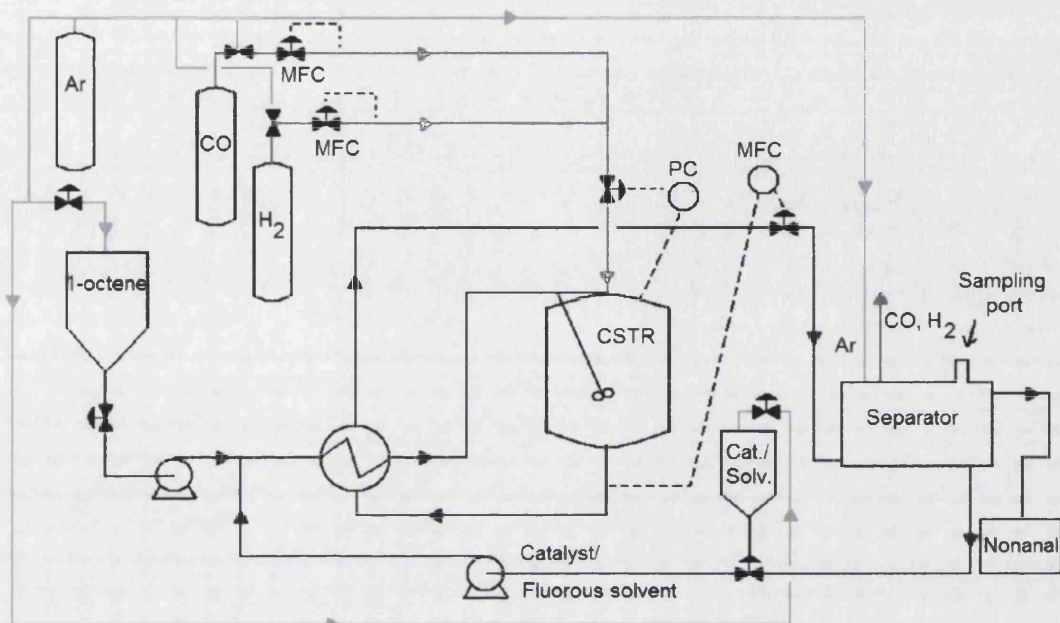 Ar
MFC
CO
MFC
H2
PC
MFC
1-octene
CSTR
Sampling
port
CO, H2
Ar
Separator
Cat./
Solv.
Catalyst/
Fluorous solvent
Nonanal